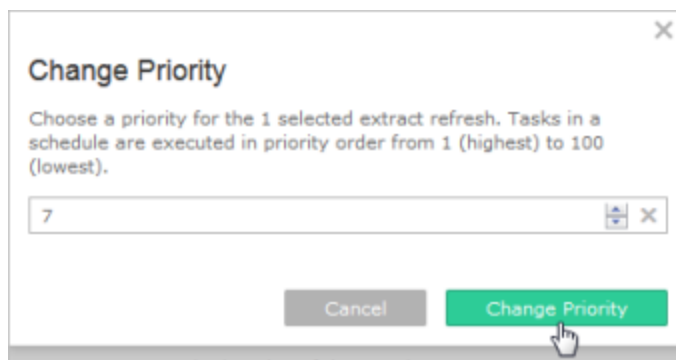 Change Priority
Choose a priority for the 1 selected extract refresh. Tasks in a
schedule are executed in priority order from 1 (highest) to 100
(lowest).
7
Cancel
Change Priority